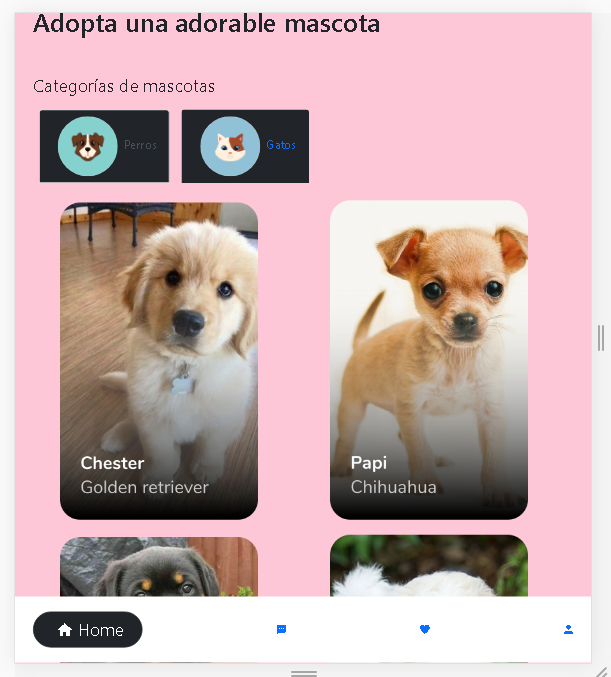 Adopta una adorable mascota
Categorías de mascotas
Perros
Gatos
Chester
Golden retriever
Papi
Chihuahua
Home